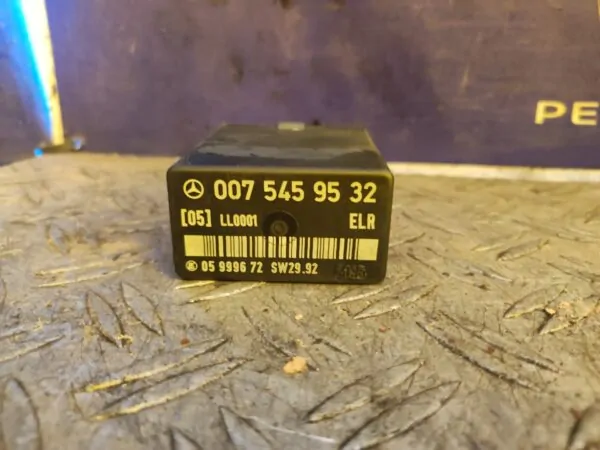 007 545 95 32
[05] LL0001 ELR
05 9996 72 SW29.92
PE